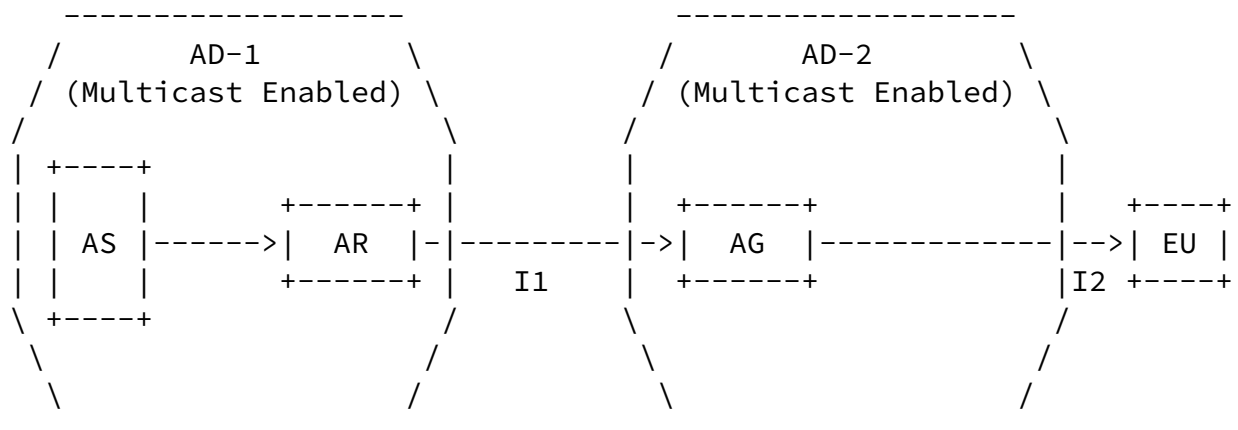 AD-1 AD-2
(Multicast Enabled) (Multicast Enabled)
AS AR AG EU
I1 I2